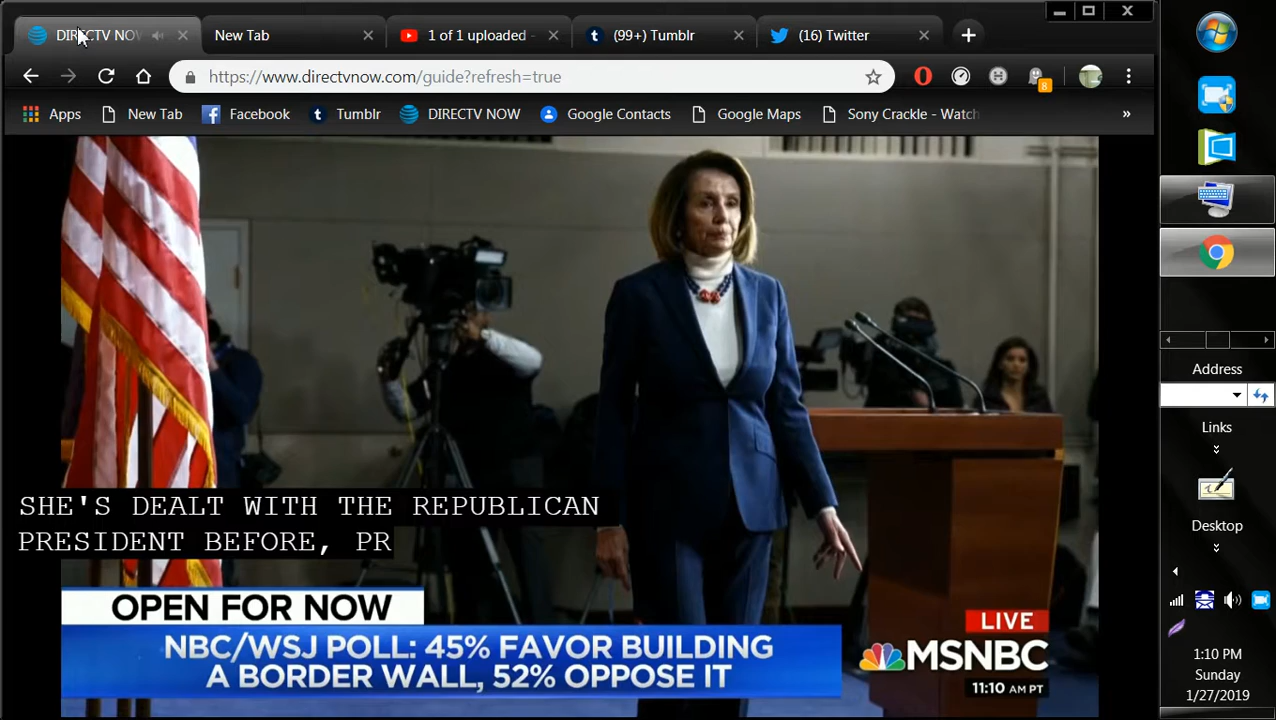 DIRECTV NOW
New Tab
1 of 1 uploaded -
(99+) Tumblr
(16) Twitter
https://www.directvnow.com/guide?refresh=true
8
Apps
New Tab
Facebook
Tumblr
DIRECTV NOW
Google Contacts
Google Maps
Sony Crackle - Watch
»
SHE'S DEALT WITH THE REPUBLICAN
PRESIDENT BEFORE, PR
OPEN FOR NOW
NBC/WSJ POLL: 45% FAVOR BUILDING
A BORDER WALL, 52% OPPOSE IT
LIVE
MSNBC
11:10 AM PT
Address
Links
Desktop
1:10 PM
Sunday
1/27/2019